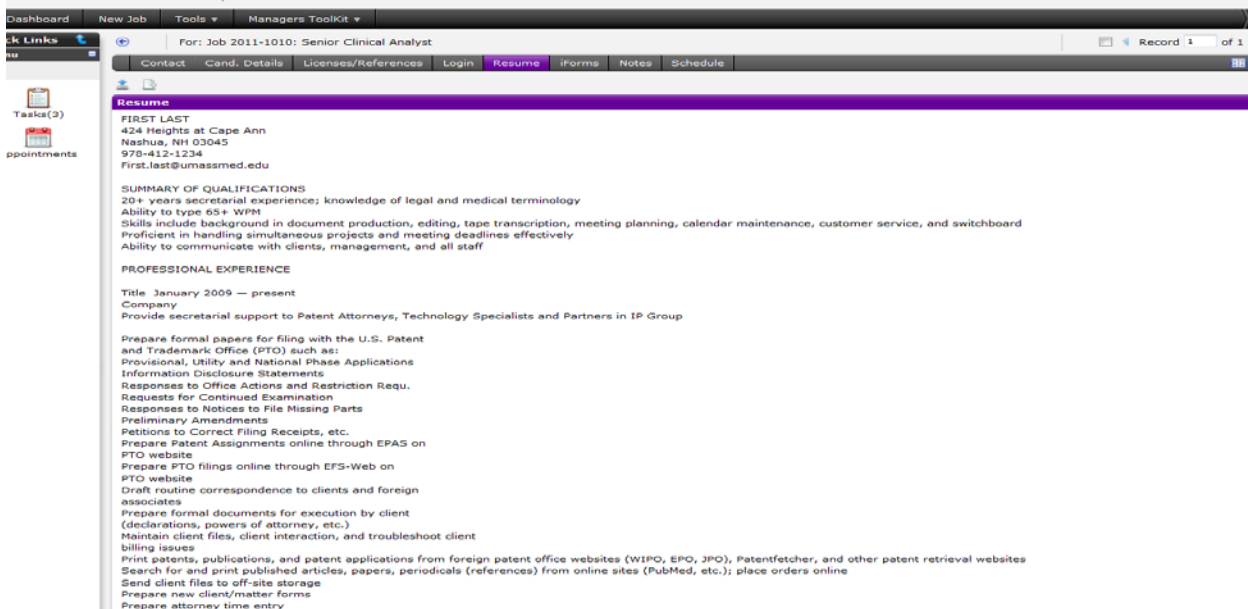 Dashboard New Job Tools ▾ Managers ToolKit ▾
ck Links
nu
For: Job 2011-1010: Senior Clinical Analyst
Record 1 of 1
Contact Cand. Details Licenses/References Login Resume iForms Notes Schedule
Tasks(3)
ppointments
Resume
FIRST LAST
424 Heights at Cape Ann
Nashua, NH 03045
978-412-1234
First.last@umassmed.edu
SUMMARY OF QUALIFICATIONS
20+ years secretarial experience; knowledge of legal and medical terminology
Ability to type 65+ WPM
Skills include background in document production, editing, tape transcription, meeting planning, calendar maintenance, customer service, and switchboard
Proficient in handling simultaneous projects and meeting deadlines effectively
Ability to communicate with clients, management, and all staff
PROFESSIONAL EXPERIENCE
Title January 2009 — present
Company
Provide secretarial support to Patent Attorneys, Technology Specialists and Partners in IP Group
Prepare formal papers for filing with the U.S. Patent
and Trademark Office (PTO) such as:
Provisional, Utility and National Phase Applications
Information Disclosure Statements
Responses to Office Actions and Restriction Requ.
Requests for Continued Examination
Responses to Notices to File Missing Parts
Preliminary Amendments
Petitions to Correct Filing Receipts, etc.
Prepare Patent Assignments online through EPAS on
PTO website
Prepare PTO filings online through EFS-Web on
PTO website
Draft routine correspondence to clients and foreign
associates
Prepare formal documents for execution by client
(declarations, powers of attorney, etc.)
Maintain client files, client interaction, and troubleshoot client
billing issues
Print patents, publications, and patent applications from foreign patent office websites (WIPO, EPO, JPO), Patentfetcher, and other patent retrieval websites
Search for and print published articles, papers, periodicals (references) from online sites (PubMed, etc.); place orders online
Send client files to off-site storage
Prepare new client/matter forms
Prepare attorney time entry